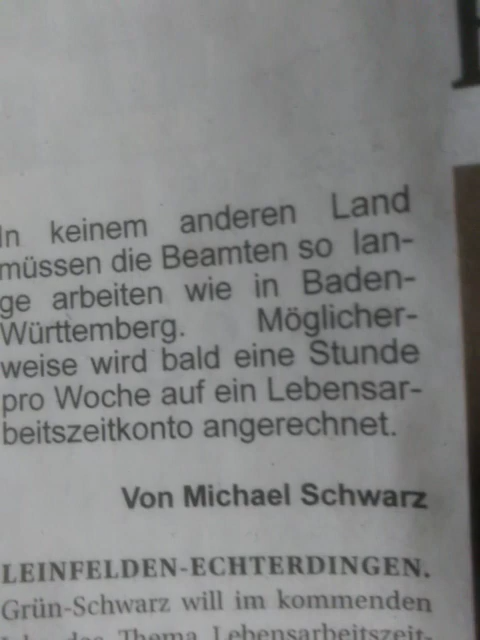 In keinem anderen Land
müssen die Beamten so lan-
ge arbeiten wie in Baden-
Württemberg. Möglicher-
weise wird bald eine Stunde
pro Woche auf ein Lebensar-
beitszeitkonto angerechnet.
Von Michael Schwarz
LEINFELDEN-ECHTERDINGEN.
Grün-Schwarz will im kommenden
das Thema Lebensarbeitszeit-